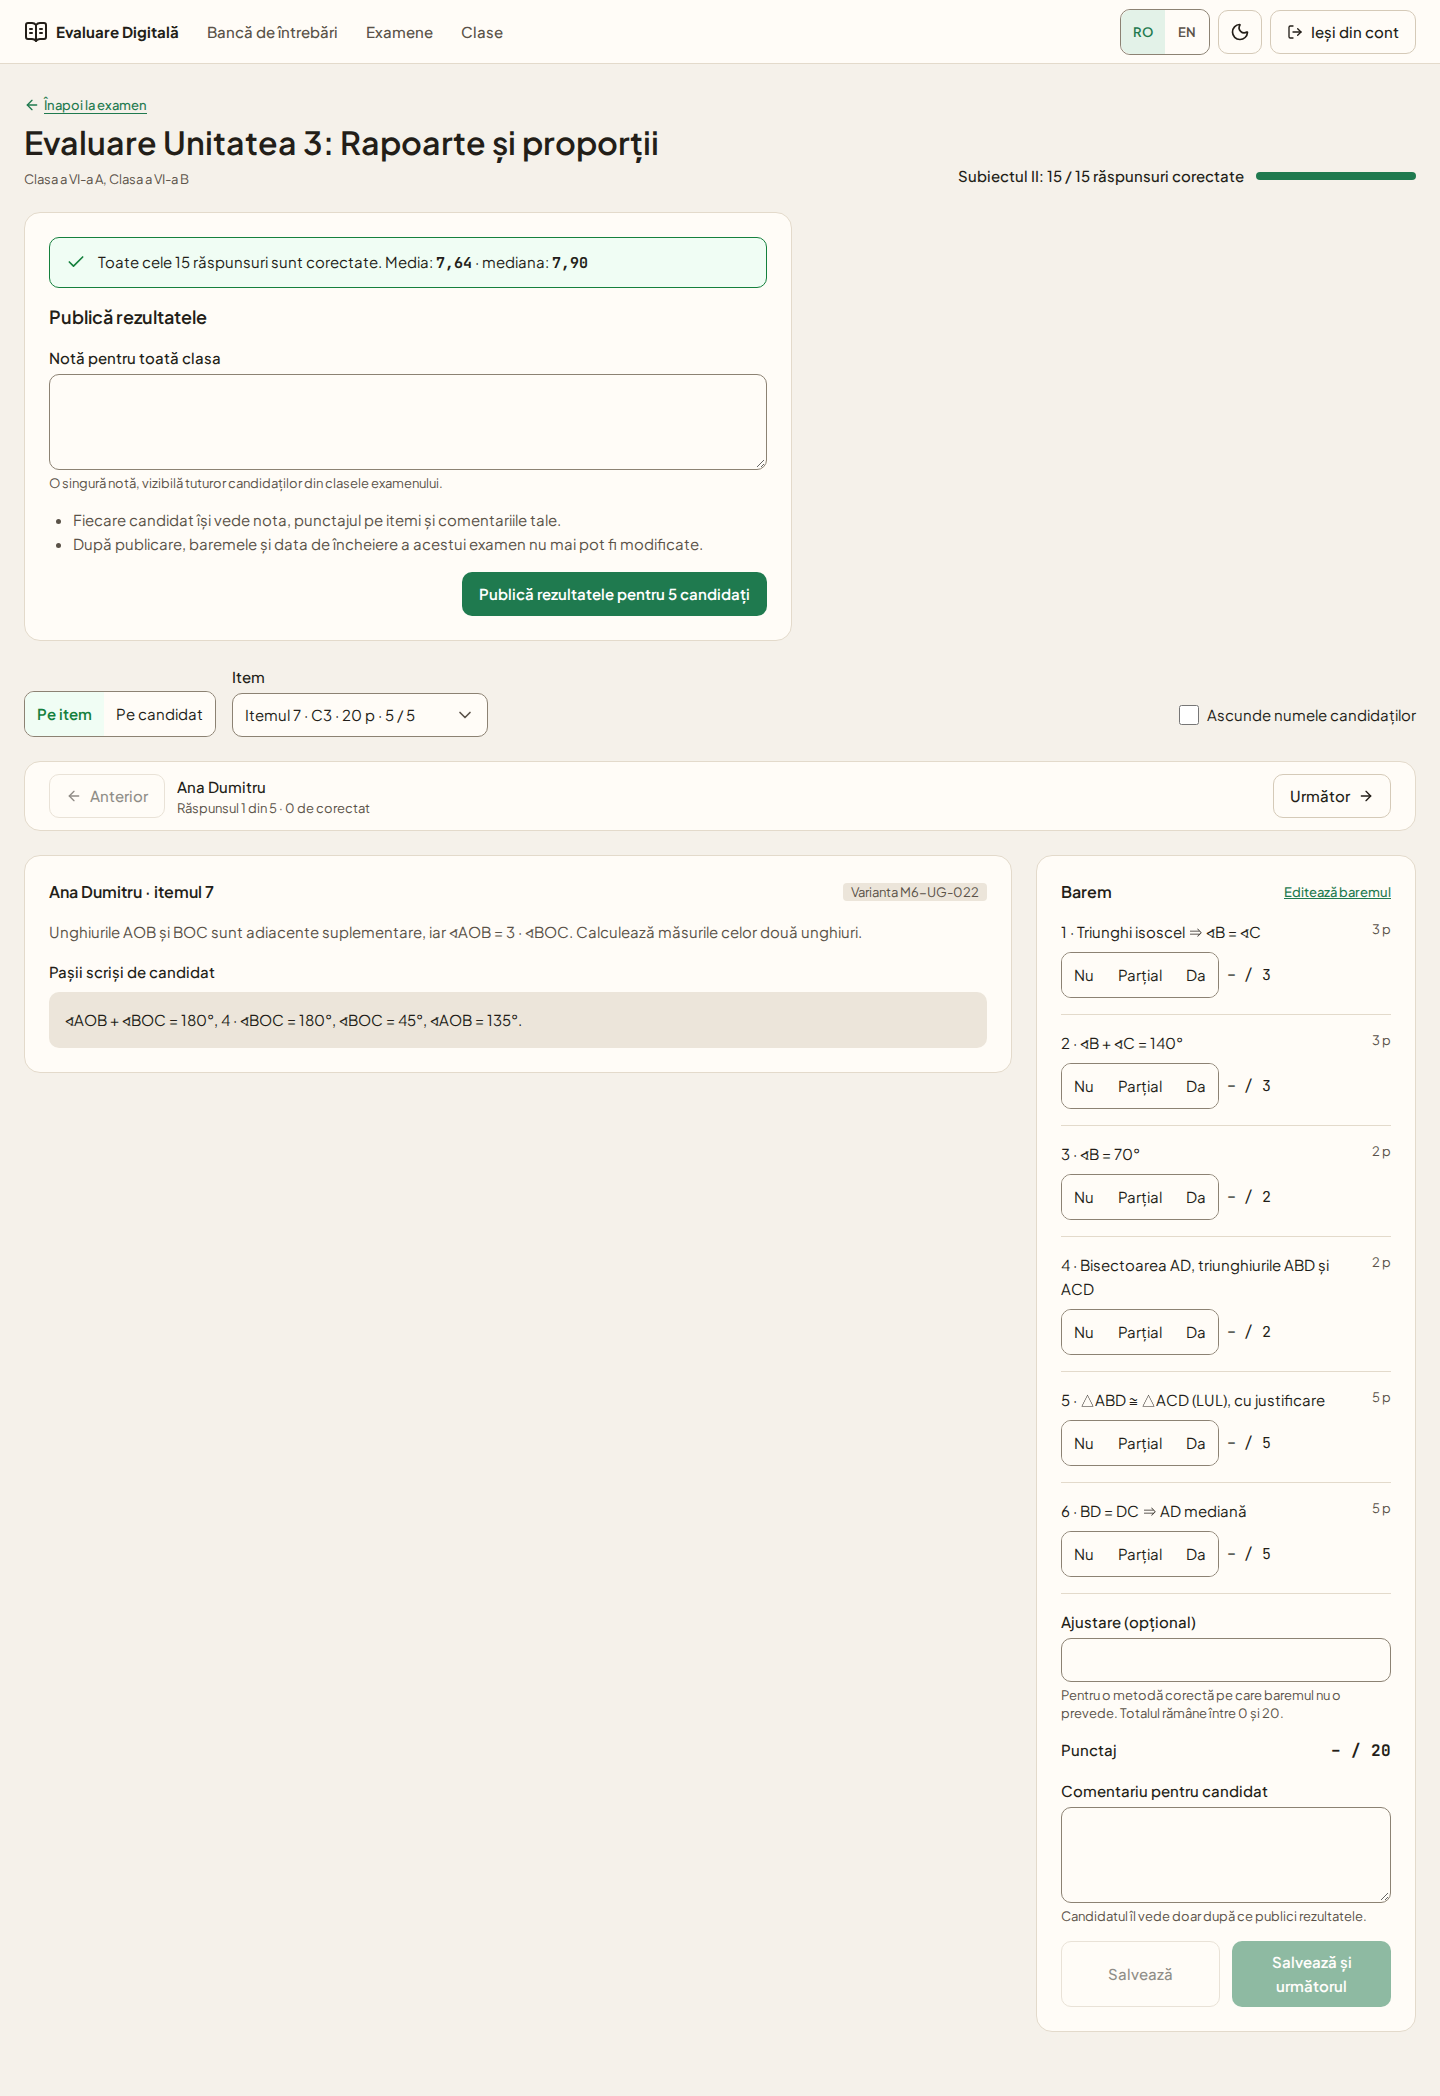 Evaluare Digitală
Bancă de întrebări
Examene
Clase
RO
EN
Ieși din cont
Înapoi la examen
Evaluare Unitatea 3: Rapoarte și proporții
Clasa a VI-a A, Clasa a VI-a B
Subiectul II: 15 / 15 răspunsuri corectate
Toate cele 15 răspunsuri sunt corectate. Media: 7,64 · mediana: 7,90
Publică rezultatele
Notă pentru toată clasa
O singură notă, vizibilă tuturor candidaților din clasele examenului.
• Fiecare candidat își vede nota, punctajul pe itemi și comentariile tale.
• După publicare, baremele și data de încheiere a acestui examen nu mai pot fi modificate.
Publică rezultatele pentru 5 candidați
Item
Pe item
Pe candidat
Itemul 7 · C3 · 20 p · 5 / 5
Ascunde numele candidaților
Anterior
Ana Dumitru
Răspunsul 1 din 5 · 0 de corectat
Următor
Ana Dumitru · itemul 7
Varianta M6-UG-022
Unghiurile AOB și BOC sunt adiacente suplementare, iar ∢AOB = 3 · ∢BOC. Calculează măsurile celor două unghiuri.
Pașii scriși de candidat
∢AOB + ∢BOC = 180°, 4 · ∢BOC = 180°, ∢BOC = 45°, ∢AOB = 135°.
Barem
Editează baremul
1 · Triunghi isoscel ⇒ ∢B = ∢C
3 p
Nu Parțial Da – / 3
2 · ∢B + ∢C = 140°
3 p
Nu Parțial Da – / 3
3 · ∢B = 70°
2 p
Nu Parțial Da – / 2
4 · Bisectoarea AD, triunghiurile ABD și
ACD
2 p
Nu Parțial Da – / 2
5 · △ABD ≅ △ACD (LUL), cu justificare
5 p
Nu Parțial Da – / 5
6 · BD = DC ⇒ AD mediană
5 p
Nu Parțial Da – / 5
Ajustare (opțional)
Pentru o metodă corectă pe care baremul nu o
prevede. Totalul rămâne între 0 și 20.
Punctaj
– / 20
Comentariu pentru candidat
Candidatul îl vede doar după ce publici rezultatele.
Salvează
Salvează și
următorul